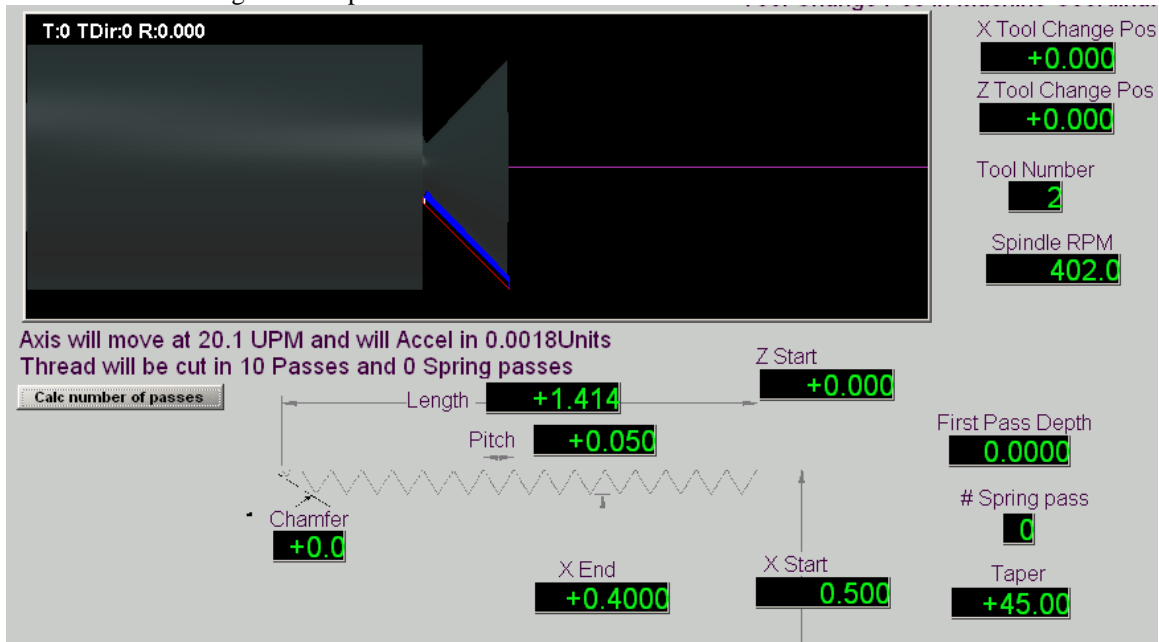 T:0 TDir:0 R:0.000
X Tool Change Pos
+0.000
Z Tool Change Pos
+0.000
Tool Number
2
Spindle RPM
402.0
Axis will move at 20.1 UPM and will Accel in 0.0018Units
Thread will be cut in 10 Passes and 0 Spring passes
Calc number of passes
Z Start
+0.000
Length
+1.414
Pitch
+0.050
First Pass Depth
0.0000
# Spring pass
0
Chamfer
+0.0
X End
+0.4000
X Start
0.500
Taper
+45.00